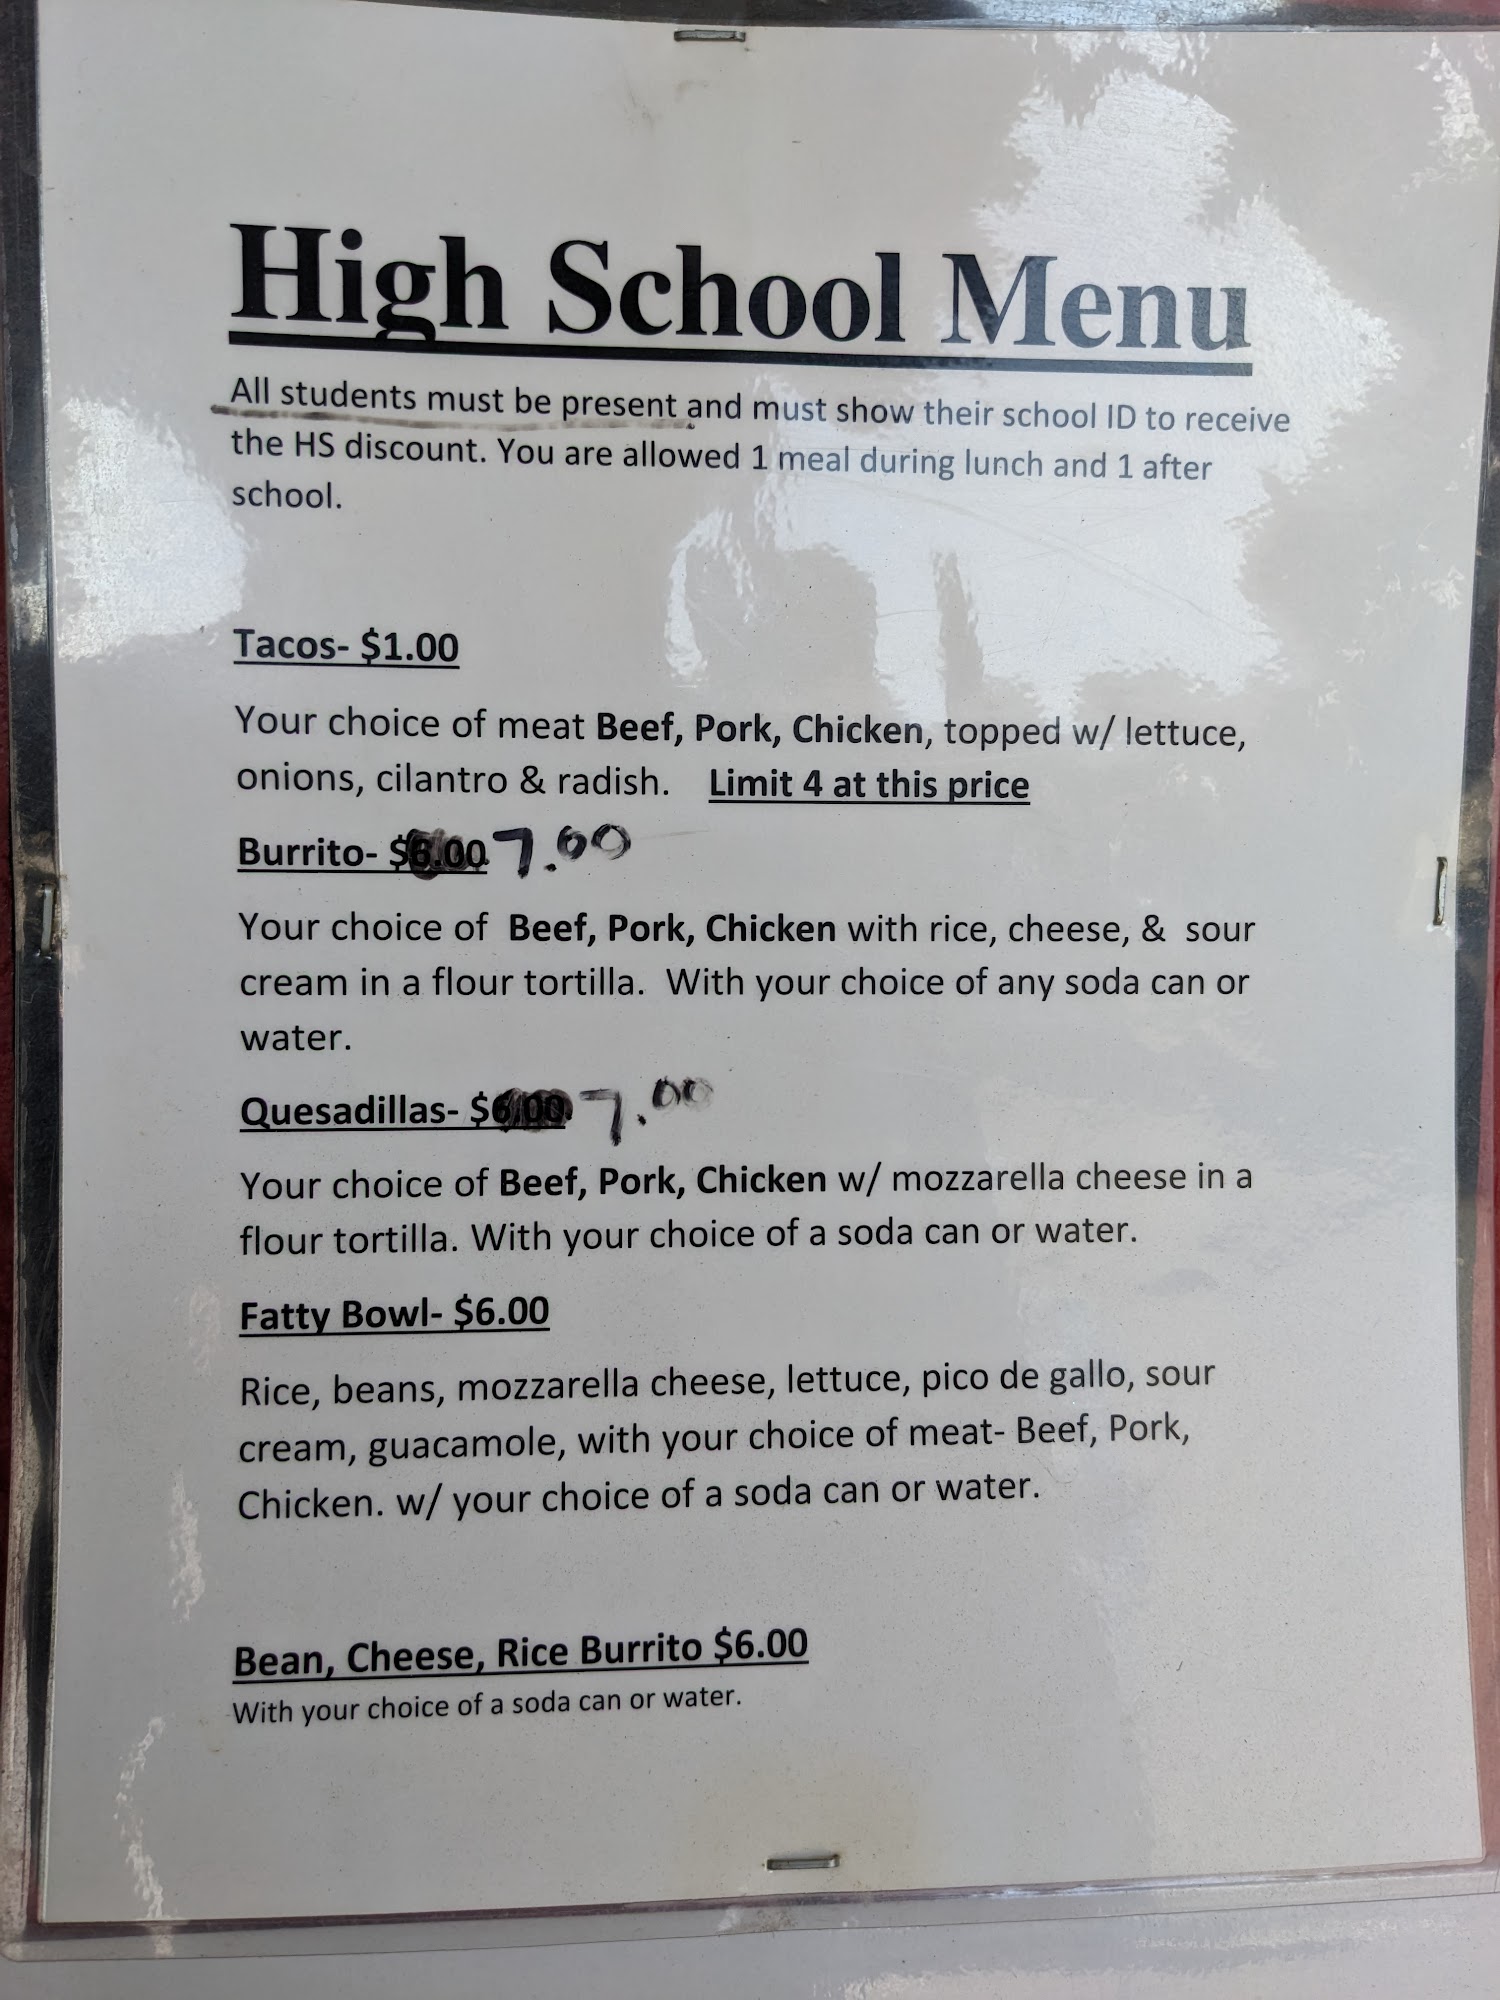 High School Menu
All students must be present and must show their school ID to receive
the HS discount. You are allowed 1 meal during lunch and 1 after
school.
Tacos- $1.00
Your choice of meat Beef, Pork, Chicken, topped w/ lettuce,
onions, cilantro & radish. Limit 4 at this price
Burrito- $6.00 7.00
Your choice of Beef, Pork, Chicken with rice, cheese, & sour
cream in a flour tortilla. With your choice of any soda can or
water.
Quesadillas- $6.00 7.00
Your choice of Beef, Pork, Chicken w/ mozzarella cheese in a
flour tortilla. With your choice of a soda can or water.
Fatty Bowl- $6.00
Rice, beans, mozzarella cheese, lettuce, pico de gallo, sour
cream, guacamole, with your choice of meat- Beef, Pork,
Chicken. w/ your choice of a soda can or water.
Bean, Cheese, Rice Burrito $6.00
With your choice of a soda can or water.